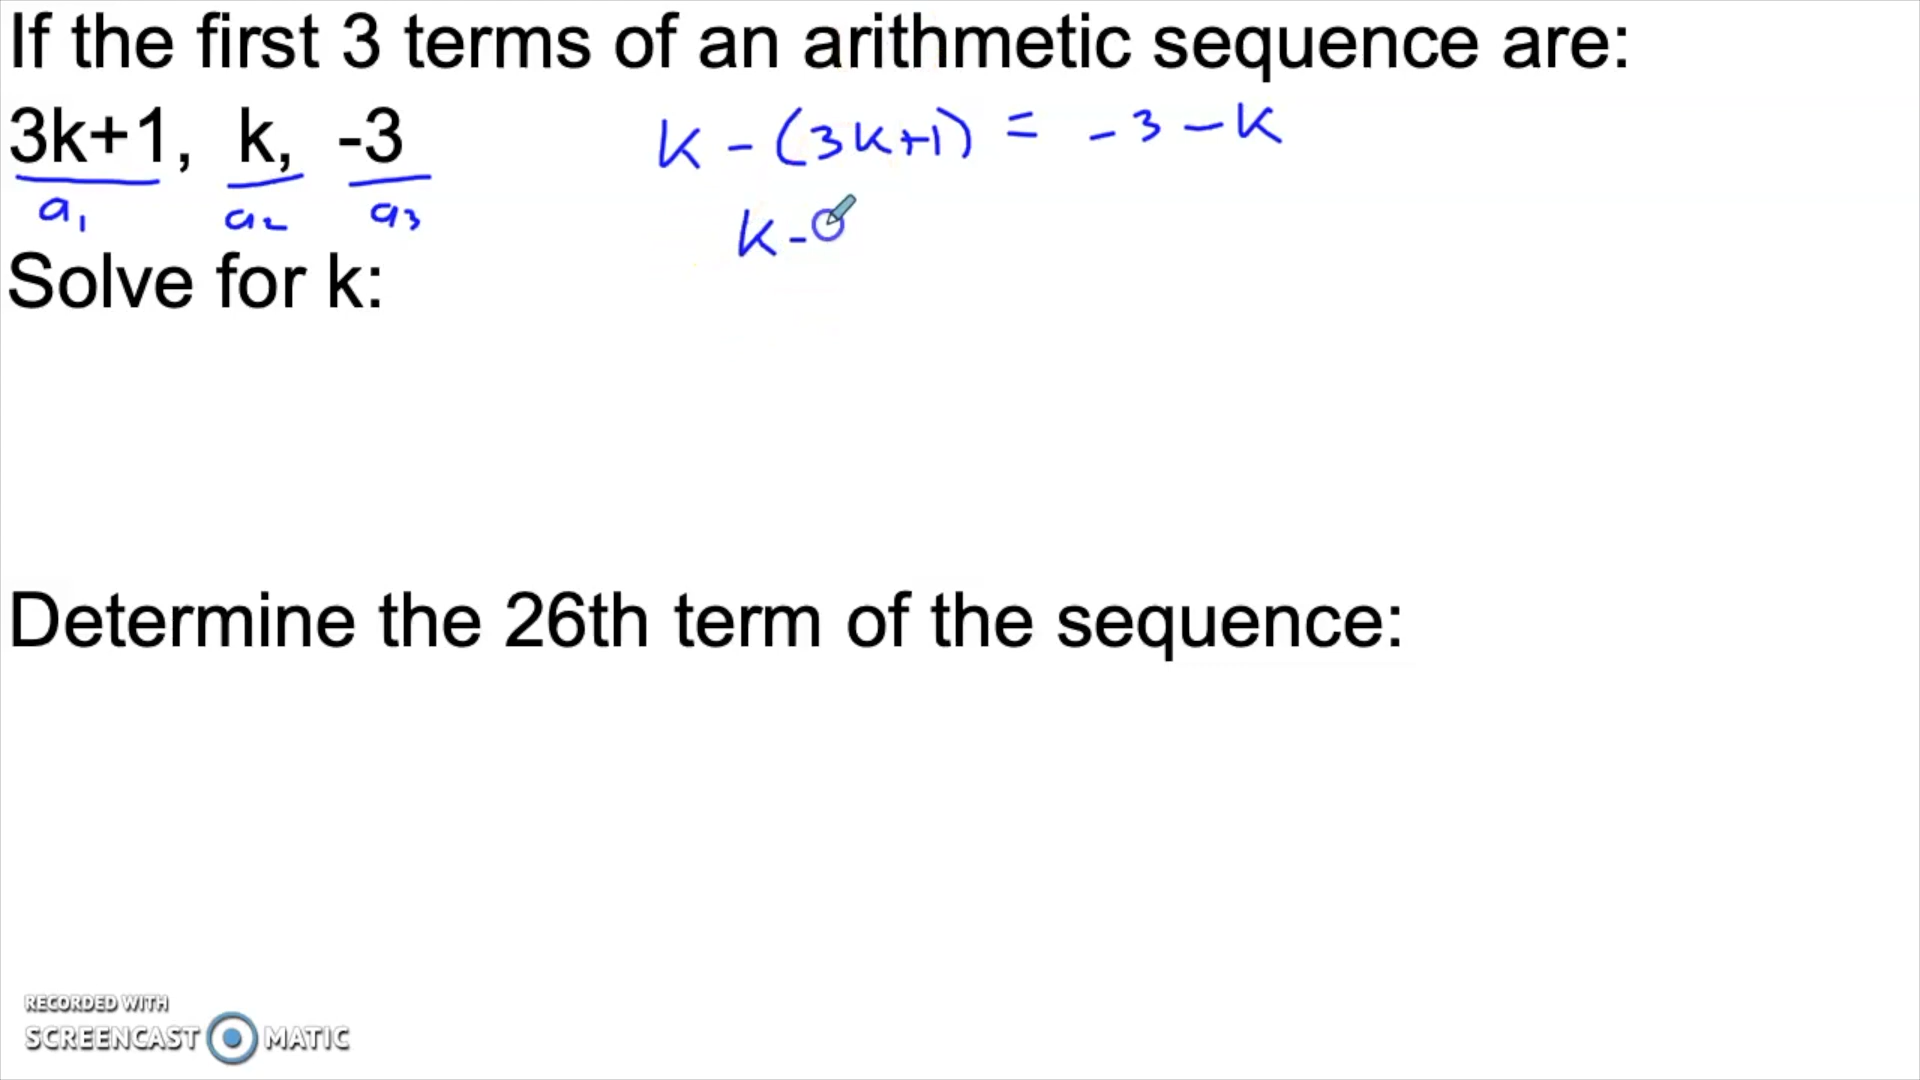 If the first 3 terms of an arithmetic sequence are:
3k+1, k, -3
k - (3k+1) = -3 - k
a1 a2 a3
k -
Solve for k:
Determine the 26th term of the sequence:
RECORDED WITH
SCREENCAST MATIC